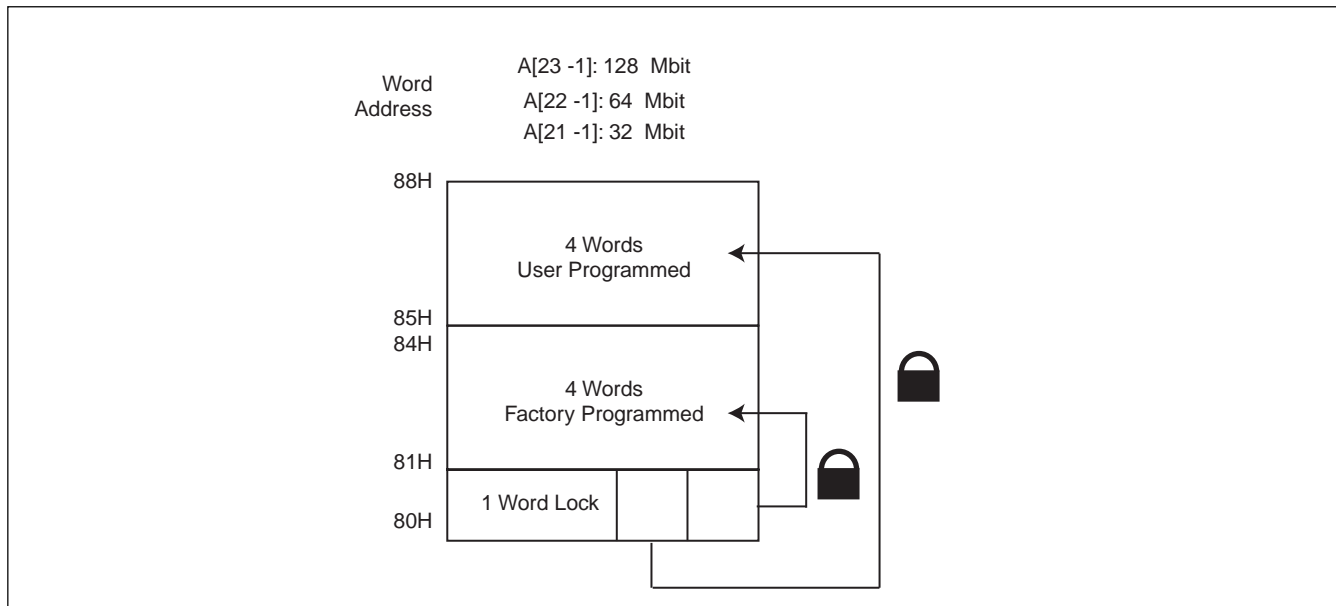 Word
Address
A[23 -1]: 128 Mbit
A[22 -1]: 64 Mbit
A[21 -1]: 32 Mbit
88H
4 Words
User Programmed
85H
84H
4 Words
Factory Programmed
81H
1 Word Lock
80H